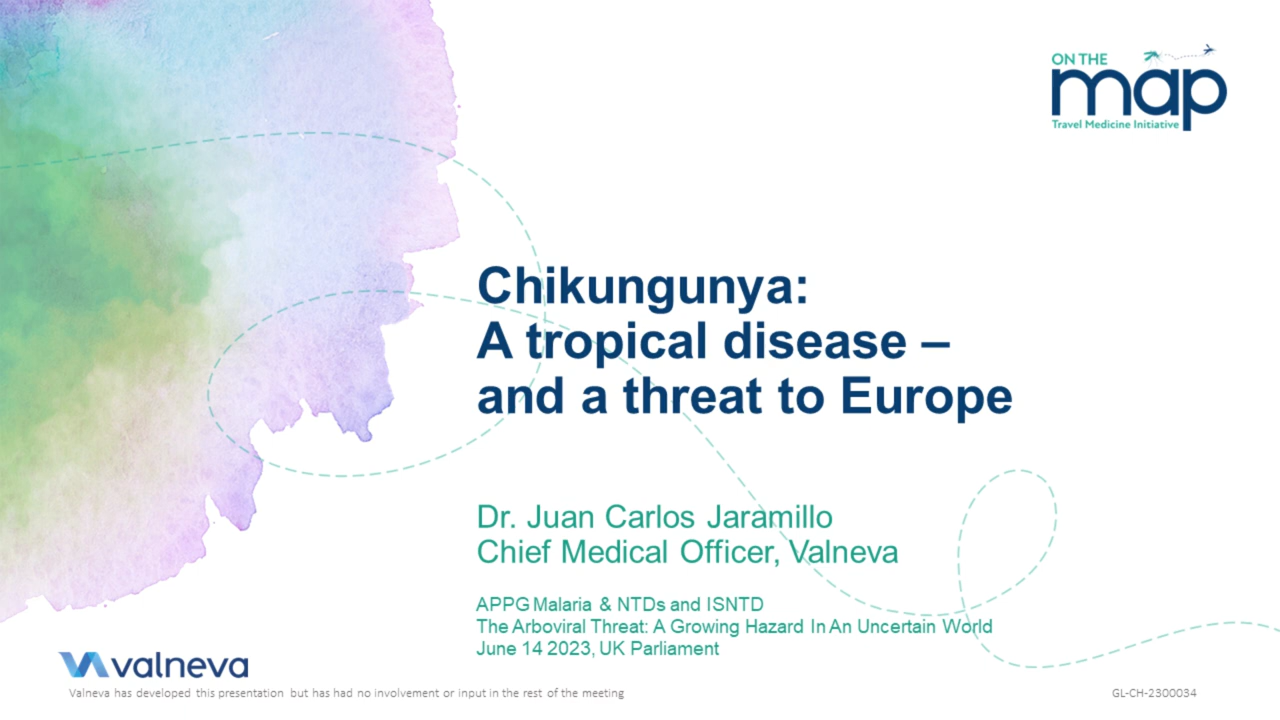 ON THE
map
Travel Medicine Initiative
Chikungunya:
A tropical disease –
and a threat to Europe
Dr. Juan Carlos Jaramillo
Chief Medical Officer, Valneva
APPG Malaria & NTDs and ISNTD
The Arboviral Threat: A Growing Hazard In An Uncertain World
June 14 2023, UK Parliament
valneva
Valneva has developed this presentation but has had no involvement or input in the rest of the meeting
GL-CH-2300034